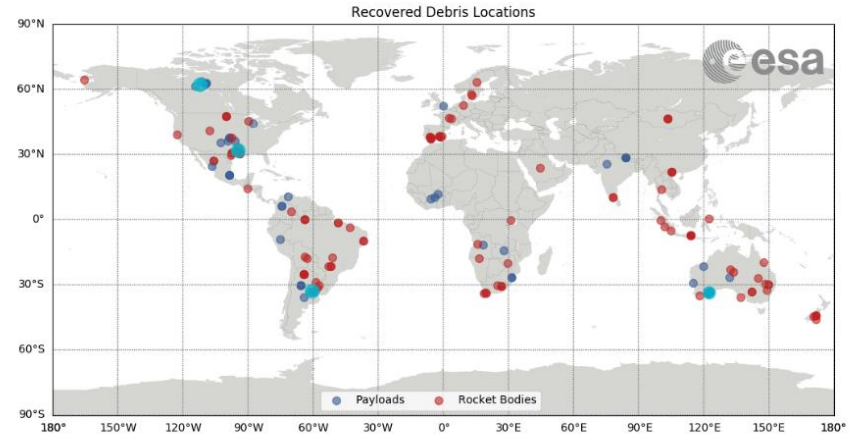 Recovered Debris Locations
90°N
esa
60°N
30°N
0°
30°S
60°S
Payloads Rocket Bodies
90°S
180° 150°W 120°W 90°W 60°W 30°W 0° 30°E 60°E 90°E 120°E 150°E 180°